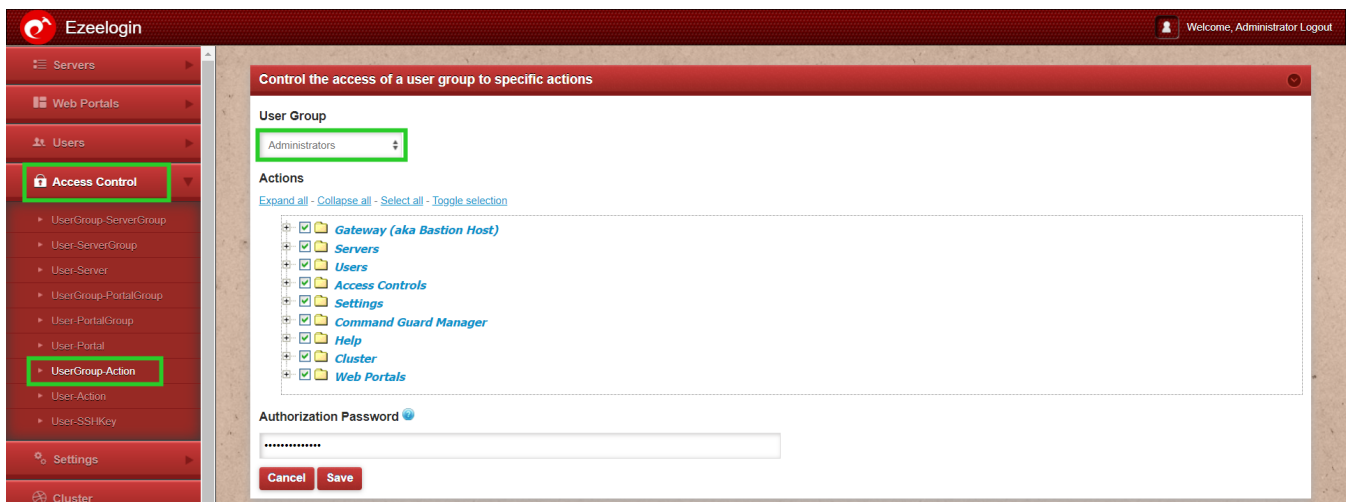 Ezeelogin
Welcome, Administrator Logout
Servers
Web Portals
Users
Access Control
UserGroup-ServerGroup
User-ServerGroup
User-Server
UserGroup-PortalGroup
User-PortalGroup
User-Portal
UserGroup-Action
User-Action
User-SSHKey
Settings
Cluster
Control the access of a user group to specific actions
User Group
Administrators
Actions
Expand all - Collapse all - Select all - Toggle selection
Gateway (aka Bastion Host)
Servers
Users
Access Controls
Settings
Command Guard Manager
Help
Cluster
Web Portals
Authorization Password
Cancel Save